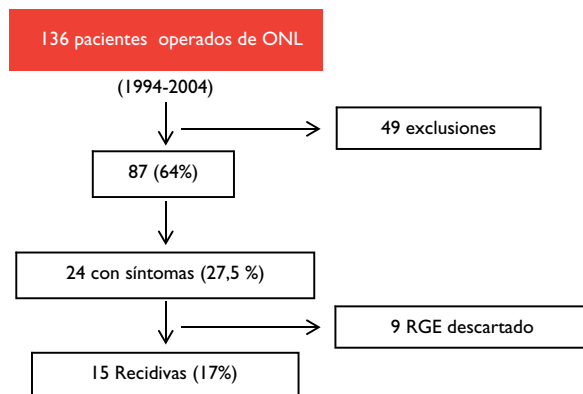 136 pacientes operados de ONL
(1994-2004)
49 exclusiones
87 (64%)
24 con síntomas (27,5 %)
9 RGE descartado
15 Recidivas (17%)